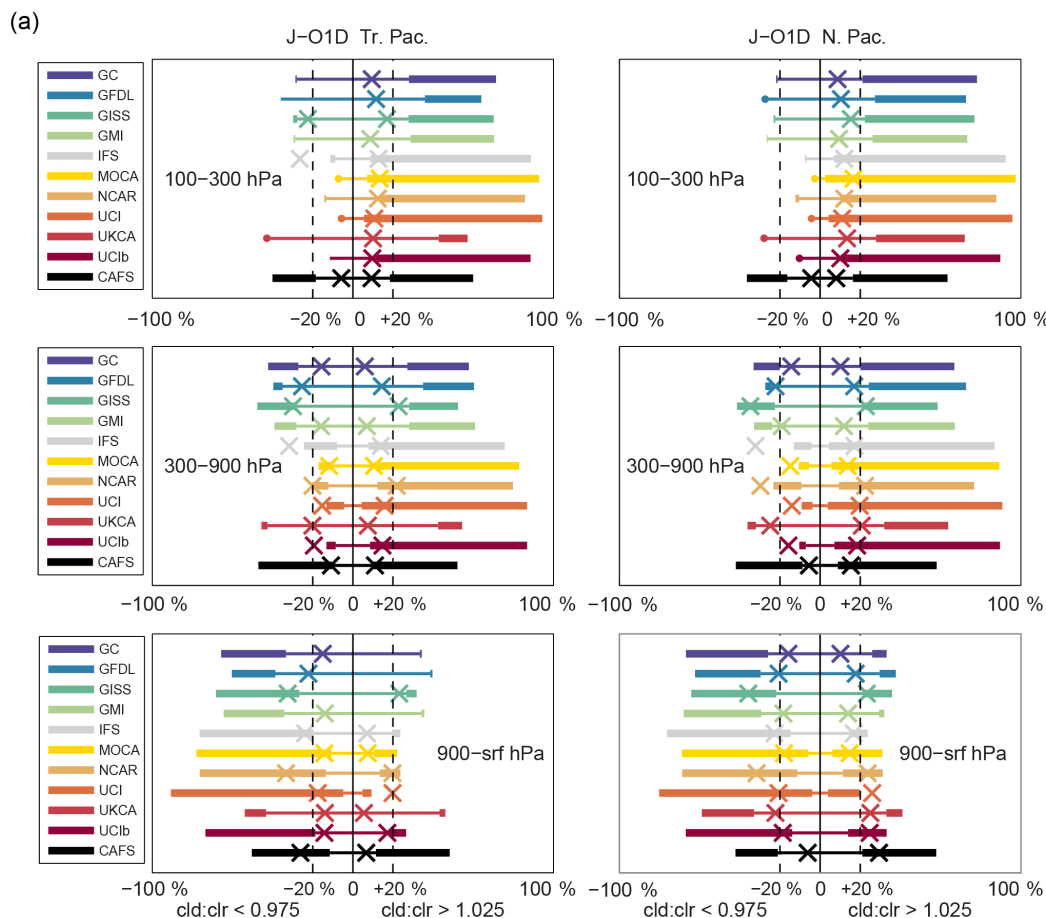 (a)
J−O1D Tr. Pac.
J−O1D N. Pac.
GC
GFDL
GISS
GMI
IFS
MOCA
NCAR
UCI
UKCA
UCIb
CAFS
100−300 hPa
100−300 hPa
−100 %
−20 %
0
+20 %
100 %
−100 %
−20 %
0
+20 %
100 %
GC
GFDL
GISS
GMI
IFS
MOCA
NCAR
UCI
UKCA
UCIb
CAFS
300−900 hPa
300−900 hPa
−100 %
−20 %
0
+20 %
100 %
−100 %
−20 %
0
+20 %
100 %
GC
GFDL
GISS
GMI
IFS
MOCA
NCAR
UCI
UKCA
UCIb
CAFS
900−srf hPa
900−srf hPa
−100 %
−20 %
0
+20 %
100 %
−100 %
−20 %
0
+20 %
100 %
cld:clr < 0.975
cld:clr > 1.025
cld:clr < 0.975
cld:clr > 1.025